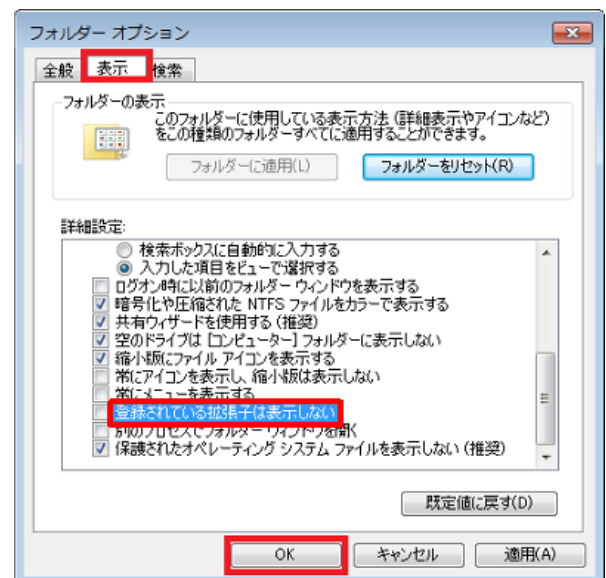 フォルダー オプション
全般 表示 検索
フォルダーの表示
このフォルダーに使用している表示方法 (詳細表示やアイコンなど)
をこの種類のフォルダーすべてに適用することができます。
フォルダーに適用(L) フォルダーをリセット(R)
詳細設定:
検索ボックスに自動的に入力する
入力した項目をビューで選択する
ログオン時に以前のフォルダー ウィンドウを表示する
暗号化や圧縮された NTFS ファイルをカラーで表示する
共有ウィザードを使用する (推奨)
空のドライブは [コンピューター] フォルダーに表示しない
縮小版にファイル アイコンを表示する
常にアイコンを表示し、縮小版は表示しない
常にメニューを表示する
登録されている拡張子は表示しない
別のプロセスでフォルダー ウィンドウを開く
保護されたオペレーティング システム ファイルを表示しない (推奨)
既定値に戻す(D)
OK キャンセル 適用(A)